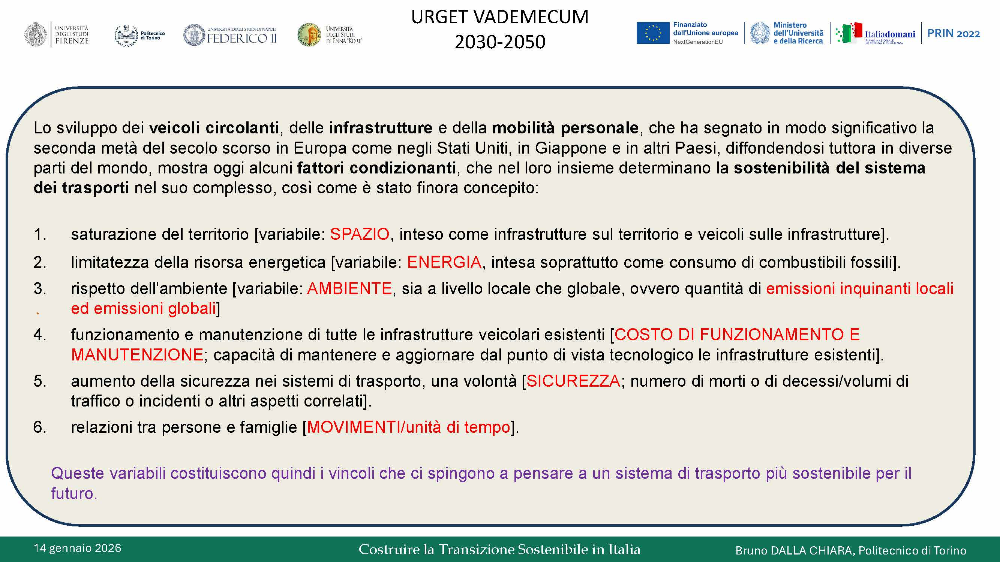 URGET VADEMECUM
2030-2050
UNIVERSITÀ
DEGLI STUDI
FIRENZE
Politecnico
di Torino
UNIVERSITÀ DEGLI STUDI DI NAPOLI
FEDERICO II
UNIVERSITÀ
DEGLI STUDI
DI ENNA "KORE"
Finanziato
dall'Unione europea
NextGenerationEU
Ministero
dell'Università
e della Ricerca
Italiadomani
PIANO NAZIONALE
DI RIPRESA E RESILIENZA
PRIN 2022
Lo sviluppo dei veicoli circolanti, delle infrastrutture e della mobilità personale, che ha segnato in modo significativo la
seconda metà del secolo scorso in Europa come negli Stati Uniti, in Giappone e in altri Paesi, diffondendosi tuttora in diverse
parti del mondo, mostra oggi alcuni fattori condizionanti, che nel loro insieme determinano la sostenibilità del sistema
dei trasporti nel suo complesso, così come è stato finora concepito:
1. saturazione del territorio [variabile: SPAZIO, inteso come infrastrutture sul territorio e veicoli sulle infrastrutture].
2. limitatezza della risorsa energetica [variabile: ENERGIA, intesa soprattutto come consumo di combustibili fossili].
3. rispetto dell'ambiente [variabile: AMBIENTE, sia a livello locale che globale, ovvero quantità di emissioni inquinanti locali
. ed emissioni globali]
4. funzionamento e manutenzione di tutte le infrastrutture veicolari esistenti [COSTO DI FUNZIONAMENTO E
MANUTENZIONE; capacità di mantenere e aggiornare dal punto di vista tecnologico le infrastrutture esistenti].
5. aumento della sicurezza nei sistemi di trasporto, una volontà [SICUREZZA; numero di morti o di decessi/volumi di
traffico o incidenti o altri aspetti correlati].
6. relazioni tra persone e famiglie [MOVIMENTI/unità di tempo].
Queste variabili costituiscono quindi i vincoli che ci spingono a pensare a un sistema di trasporto più sostenibile per il
futuro.
14 gennaio 2026
Costruire la Transizione Sostenibile in Italia
Bruno DALLA CHIARA, Politecnico di Torino